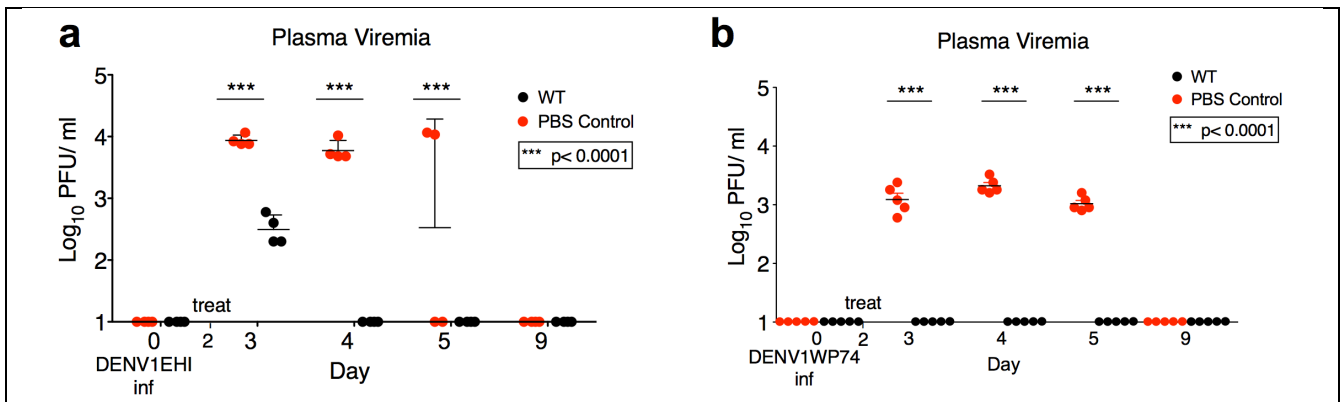 a
Plasma Viremia
5
4
3
2
1
Log10 PFU/ ml
***
***
***
WT
PBS Control
*** p< 0.0001
treat
0
2
3
4
5
9
DENV1EHI
inf
Day
b
Plasma Viremia
5
4
3
2
1
Log10 PFU/ ml
***
***
***
WT
PBS Control
*** p< 0.0001
treat
0
2
3
4
5
9
DENV1WP74
inf
Day